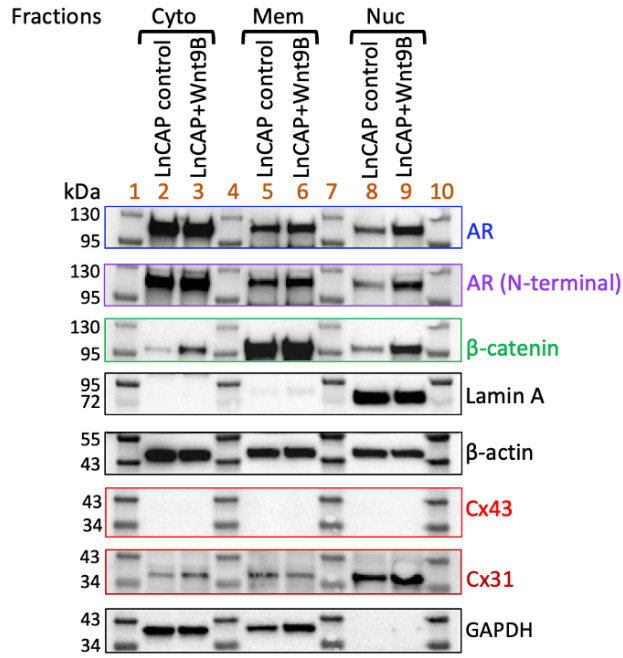 Fractions Cyto Mem Nuc
LnCAP control LnCAP+Wnt9B LnCAP control LnCAP+Wnt9B LnCAP control LnCAP+Wnt9B
kDa 1 2 3 4 5 6 7 8 9 10
130
95 AR
130
95 AR (N-terminal)
130
95 β-catenin
95
72 Lamin A
55
43 β-actin
43
34 Cx43
43
34 Cx31
43
34 GAPDH